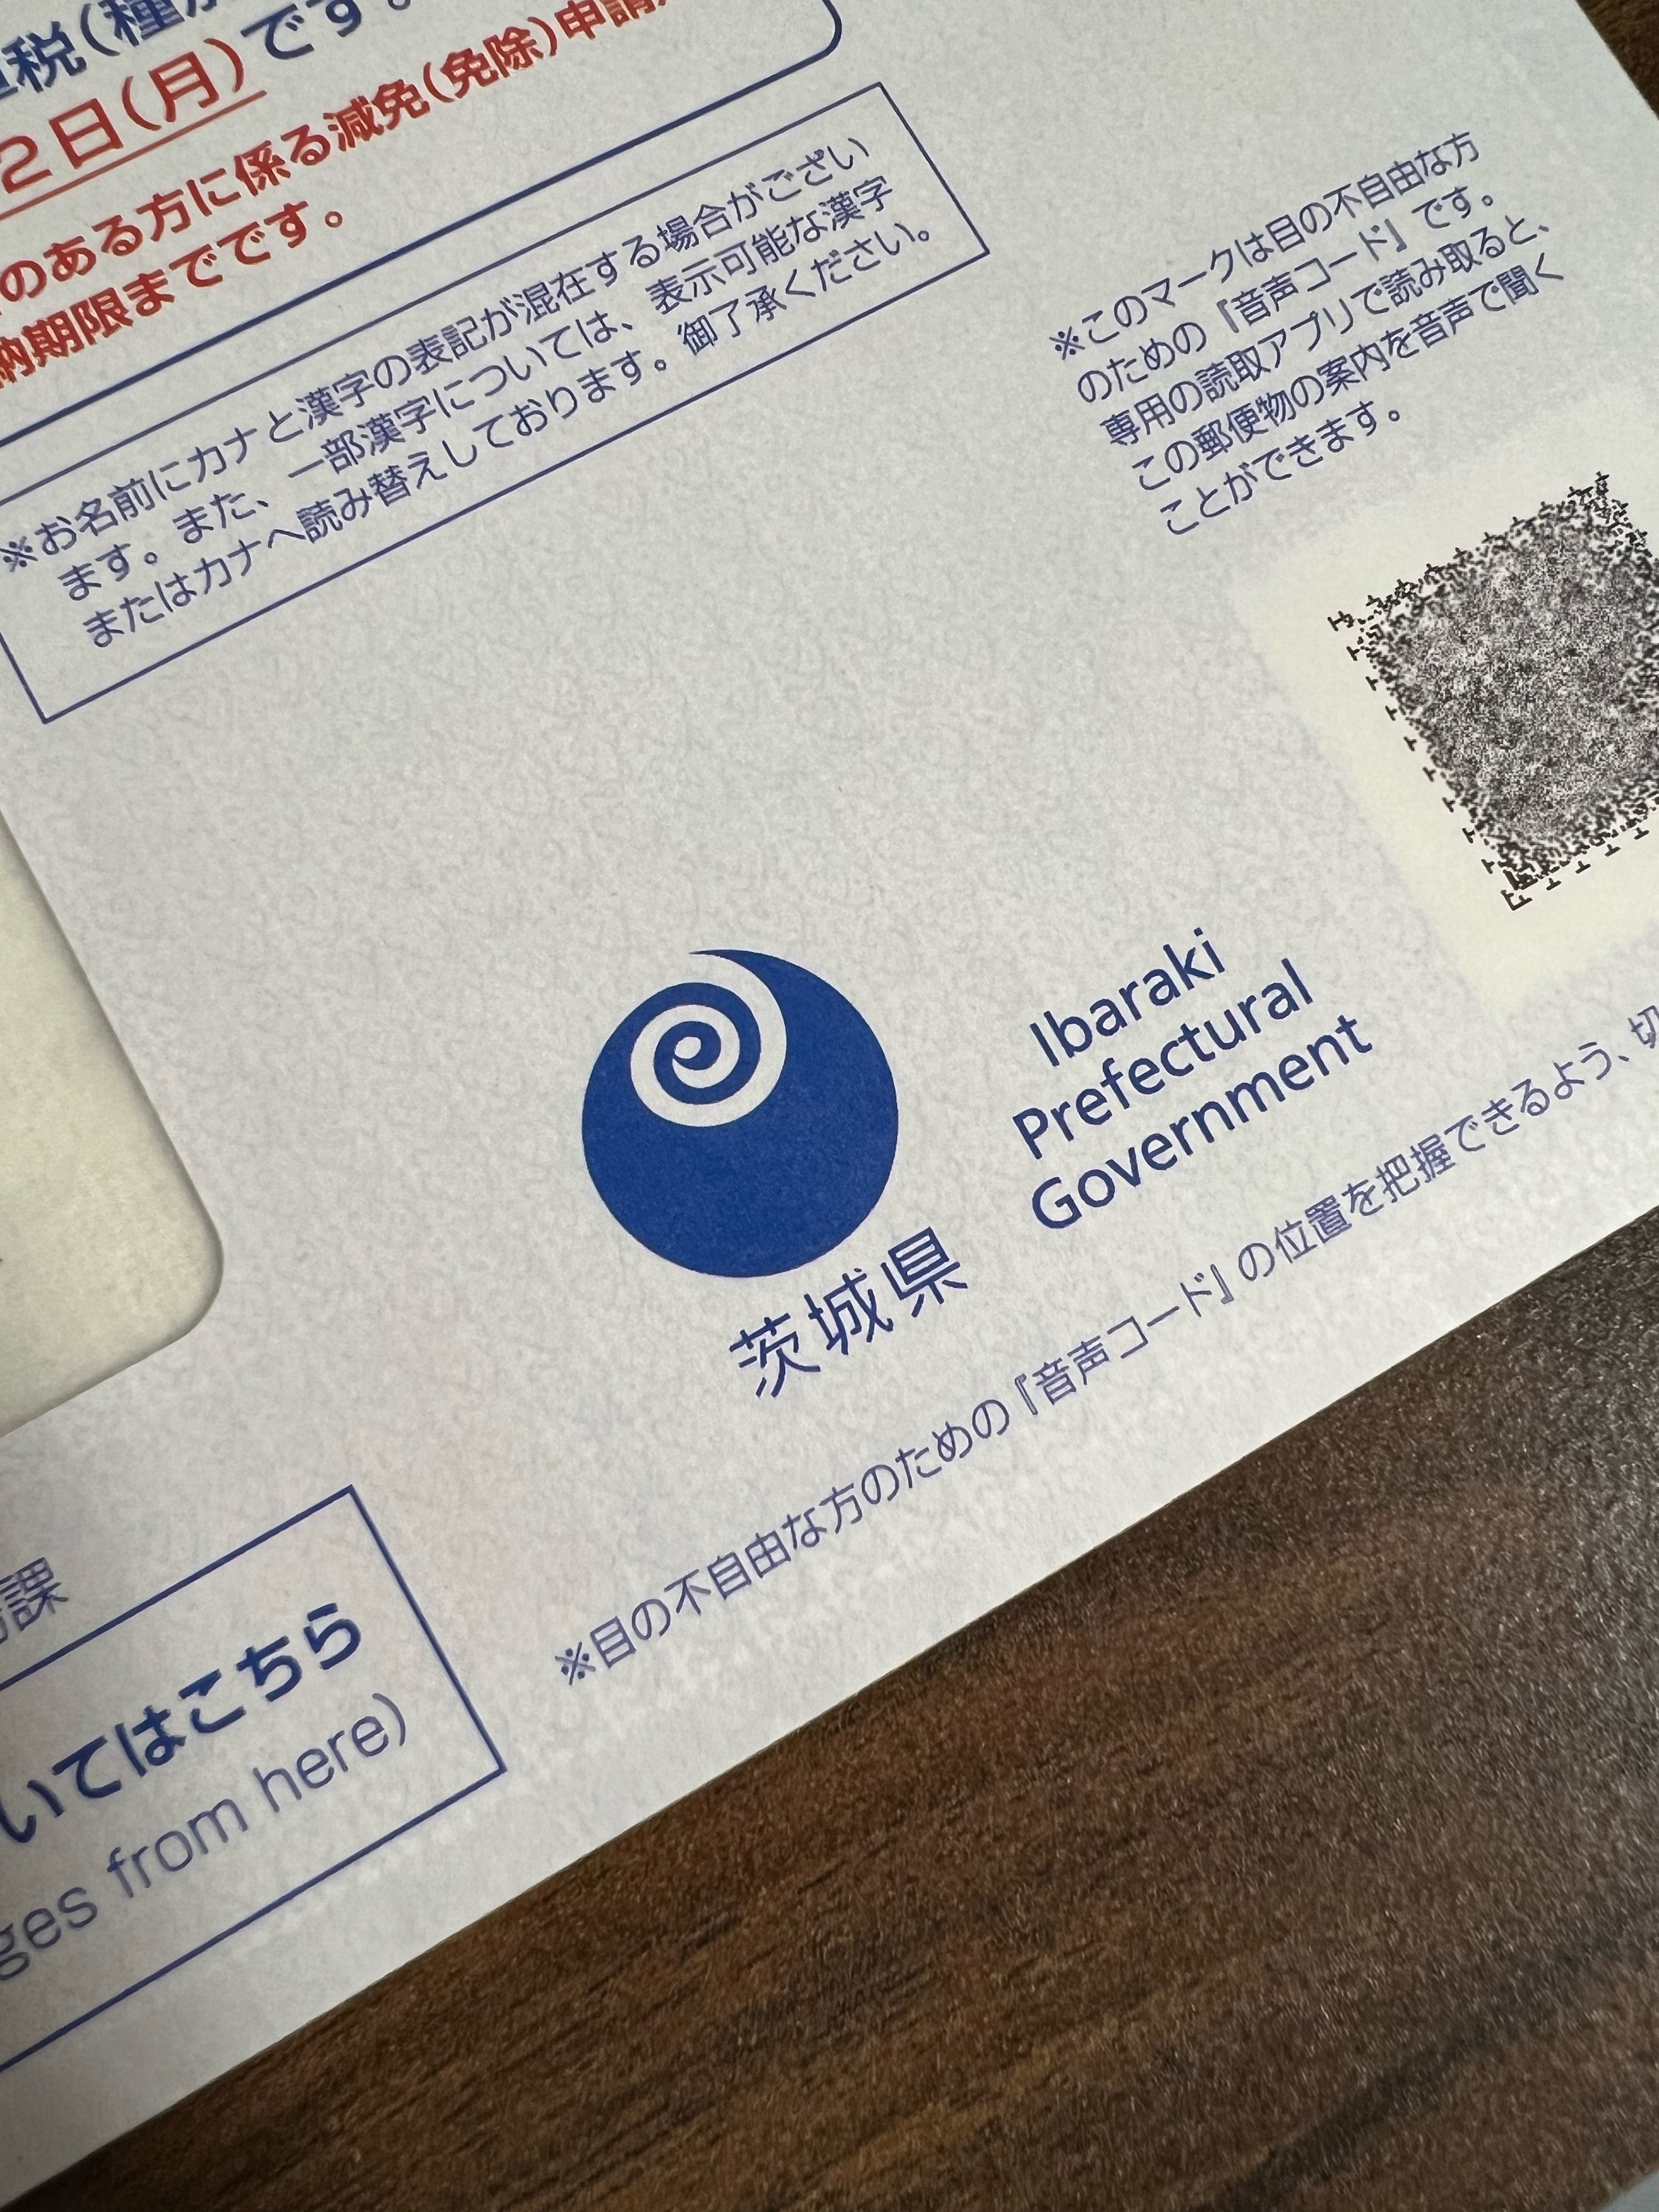 税(種
2日(月)です。
のある方に係る減免(免除)申請
納期限までです。
※お名前にカナと漢字の表記が混在する場合がござい
ます。また、一部漢字については、表示可能な漢字
またはカナへ読み替えしております。御了承ください。
※このマークは目の不自由な方
のための『音声コード』です。
専用の読取アプリで読み取ると、
この郵便物の案内を音声で聞く
ことができます。
茨城県
Ibaraki
Prefectural
Government
※目の不自由な方のための『音声コード』の位置を把握できるよう、切
課
いてはこちら
ges from here)